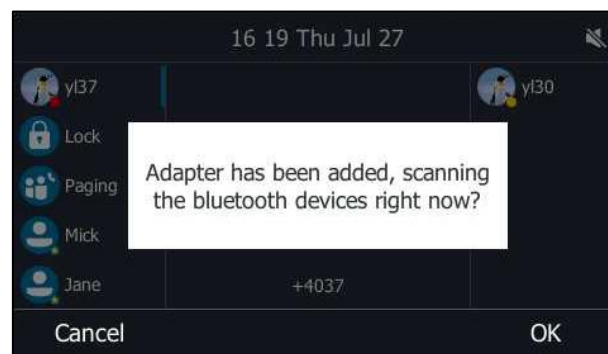 16 19 Thu Jul 27
yl37
yl30
Lock
Adapter has been added, scanning
the bluetooth devices right now?
Paging
Mick
Jane
+4037
Cancel
OK